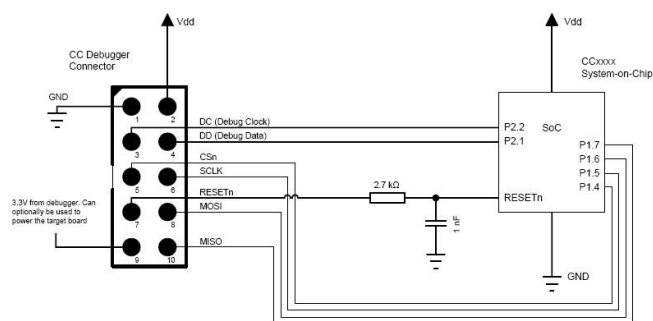 Vdd
Vdd
CC Debugger
Connector
CCxxxx
System-on-Chip
GND
1
2
DC (Debug Clock)
P2.2
SoC
DD (Debug Data)
P2.1
3
4
P1.7
CSn
P1.6
SCLK
P1.5
5
6
P1.4
RESETn
2.7 kΩ
RESETn
3.3V from debugger. Can
optionally be used to
power the target board
MOSI
7
8
1 nF
MISO
9
10
GND